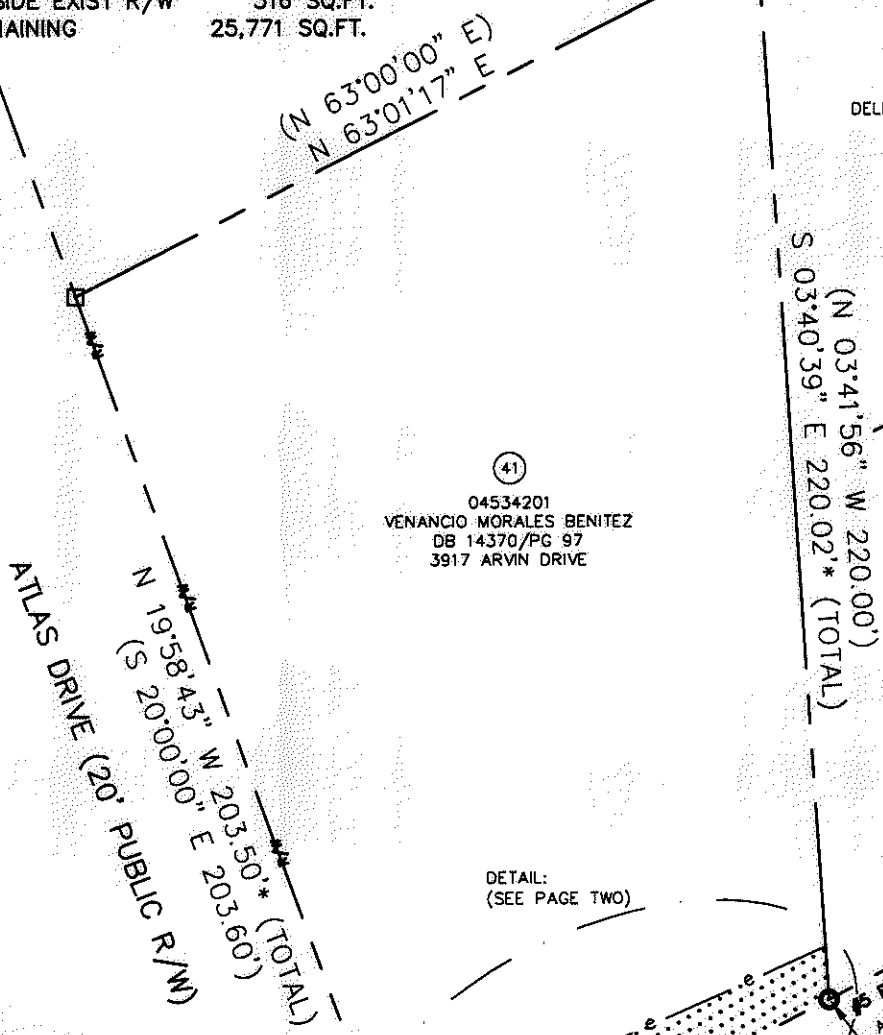 SIDE EXIST R/W 316 SQ.FT.
25,771 SQ.FT.
(N 63°00'00" E)
N 63°01'17" E
(N 03°41'56" W 220.00')
S 03°40'39" E 220.02'* (TOTAL)
41
04534201
VENANCIO MORALES BENITEZ
DB 14370/PG 97
3917 ARVIN DRIVE
N 19°58'43" W 203.50'* (TOTAL)
(S 20°00'00" E 203.60')
ATLAS DRIVE (20' PUBLIC R/W)
R/W
R/W
R/W
DETAIL:
(SEE PAGE TWO)
e
e